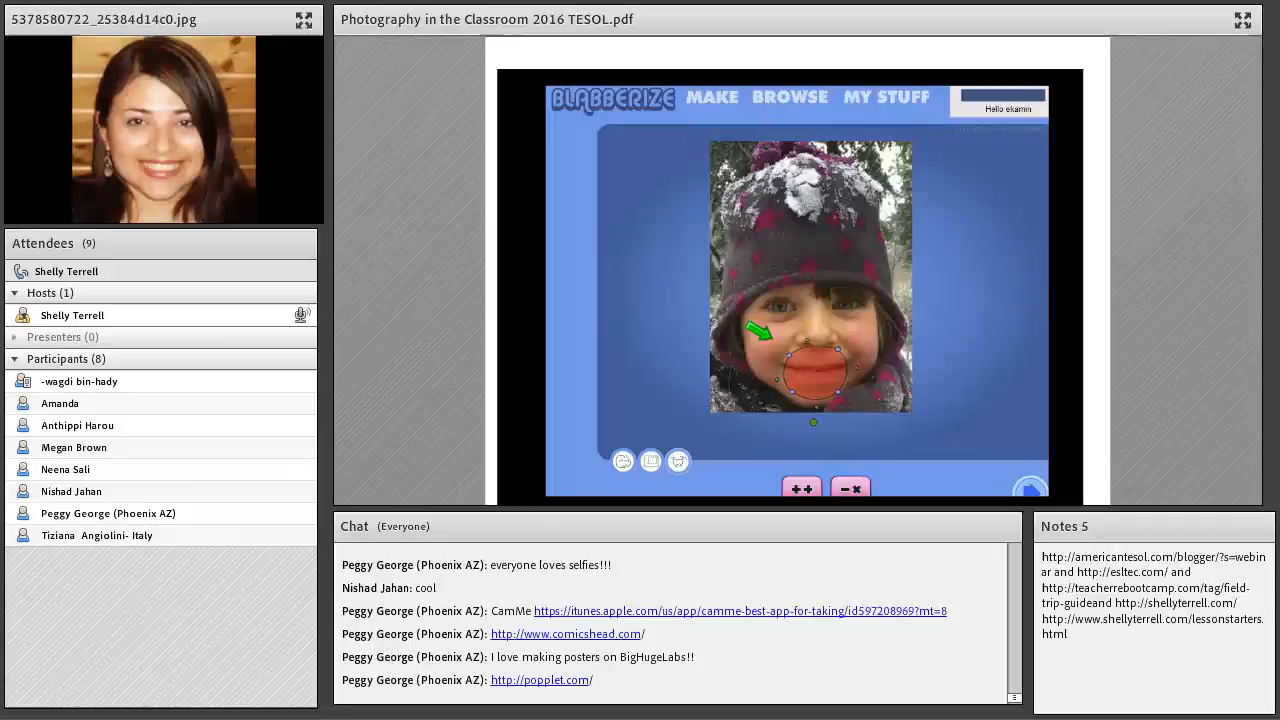 5378580722_25384d14c0.jpg
Photography in the Classroom 2016 TESOL.pdf
BLABBERIZE MAKE BROWSE MY STUFF
Hello ekamin
Attendees (9)
Shelly Terrell
Hosts (1)
Shelly Terrell
Presenters (0)
Participants (8)
-wagdi bin-hady
Amanda
Anthippi Harou
Megan Brown
Neena Sali
Nishad Jahan
Peggy George (Phoenix AZ)
Tiziana Angiolini- Italy
Chat (Everyone)
Peggy George (Phoenix AZ): everyone loves selfies!!!
Nishad Jahan: cool
Peggy George (Phoenix AZ): CamMe https://itunes.apple.com/us/app/camme-best-app-for-taking/id597208969?mt=8
Peggy George (Phoenix AZ): http://www.comicshead.com/
Peggy George (Phoenix AZ): I love making posters on BigHugeLabs!!
Peggy George (Phoenix AZ): http://popplet.com/
Notes 5
http://americantesol.com/blogger/?s=webin
ar and http://esltec.com/ and
http://teacherrebootcamp.com/tag/field-
trip-guideand http://shellyterrell.com/
http://www.shellyterrell.com/lessonstarters.
html